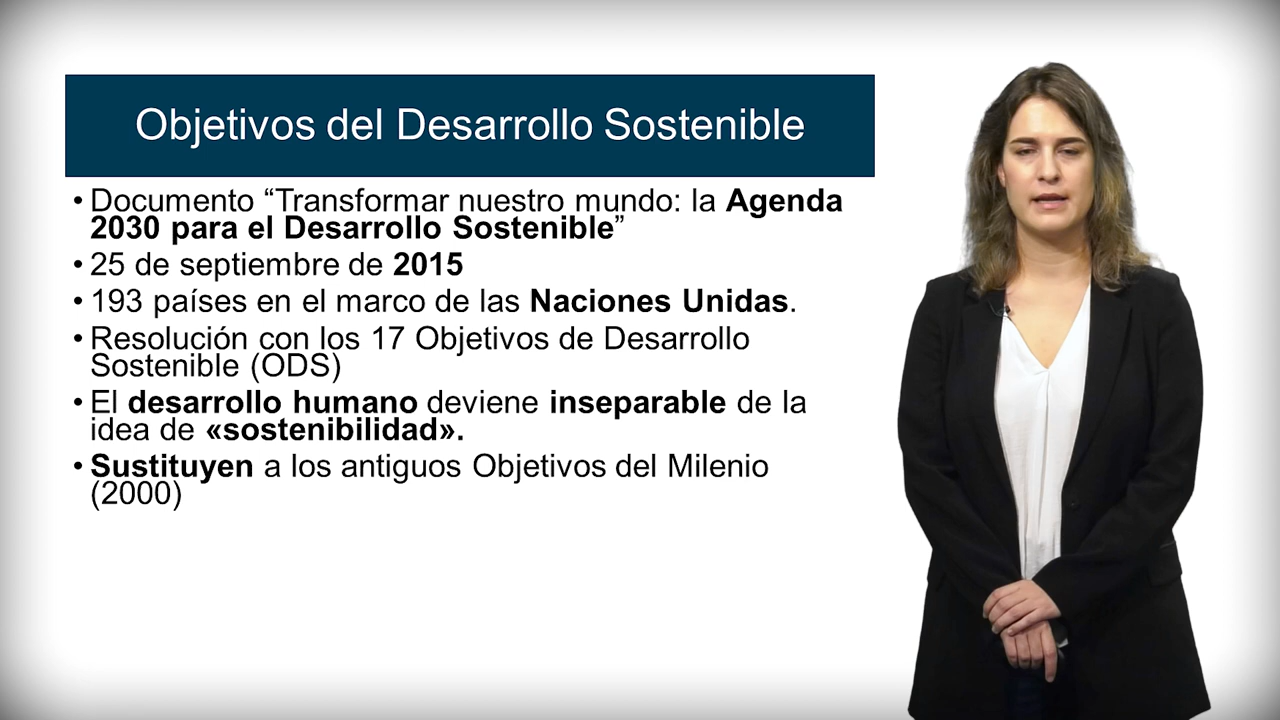 Objetivos del Desarrollo Sostenible
• Documento “Transformar nuestro mundo: la Agenda
2030 para el Desarrollo Sostenible”
• 25 de septiembre de 2015
• 193 países en el marco de las Naciones Unidas.
• Resolución con los 17 Objetivos de Desarrollo
Sostenible (ODS)
• El desarrollo humano deviene inseparable de la
idea de «sostenibilidad».
• Sustituyen a los antiguos Objetivos del Milenio
(2000)